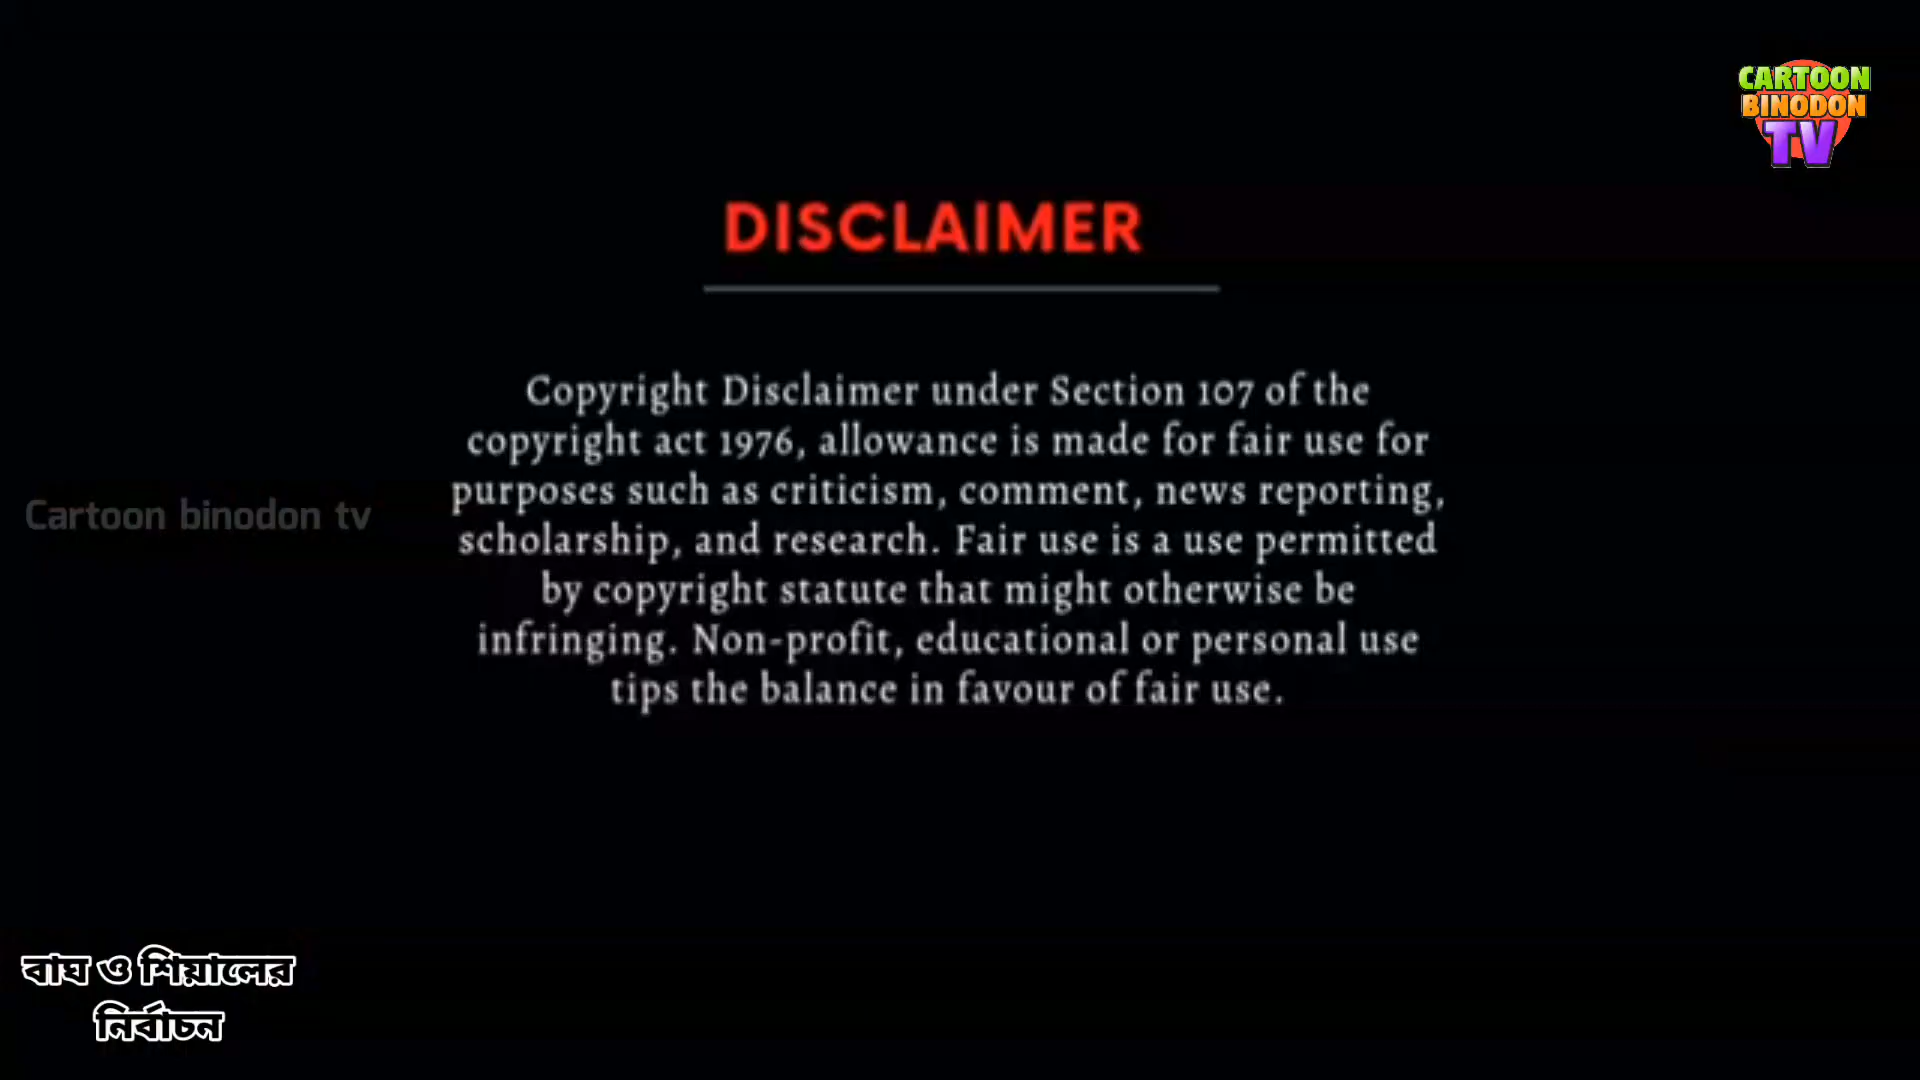 CARTOON
BINODON
TV
DISCLAIMER
Copyright Disclaimer under Section 107 of the
copyright act 1976, allowance is made for fair use for
purposes such as criticism, comment, news reporting,
scholarship, and research. Fair use is a use permitted
by copyright statute that might otherwise be
infringing. Non-profit, educational or personal use
tips the balance in favour of fair use.
Cartoon binodon tv
বাঘ ও শিয়ালের
নির্বাচন